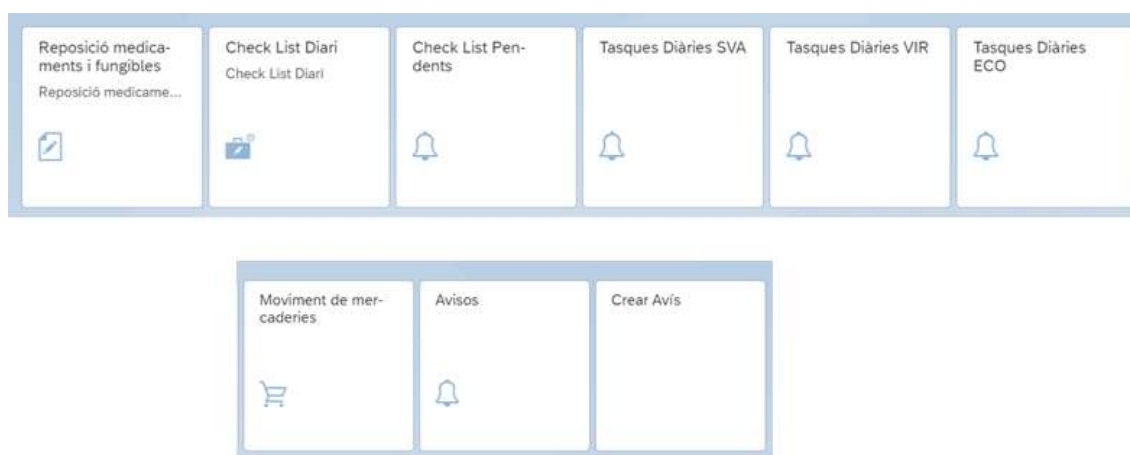 Reposició medica-
ments i fungibles
Reposició medicame...
Check List Diari
Check List Diari
Check List Pen-
dents
Tasques Diàries SVA
Tasques Diàries VIR
Tasques Diàries
ECO
Moviment de mer-
caderies
Avisos
Crear Avís